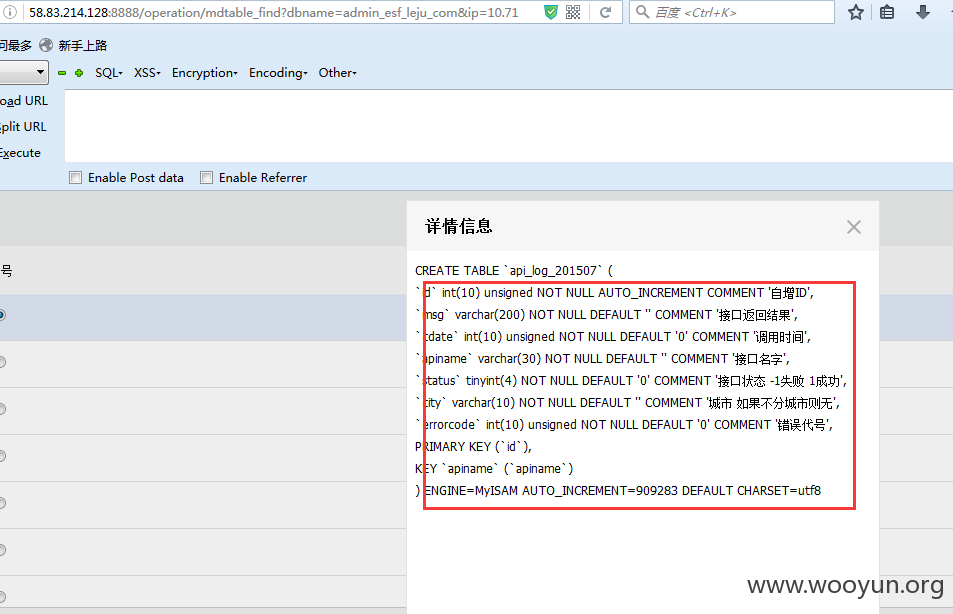 58.83.214.128:8888/operation/mdtable_find?dbname=admin_esf_leju_com&ip=10.71
百度 <Ctrl+K>
问最多 新手上路
SQL- XSS- Encryption- Encoding- Other-
oad URL
plit URL
Execute
Enable Post data Enable Referrer
详情信息
号
CREATE TABLE `api_log_201507` (
`id` int(10) unsigned NOT NULL AUTO_INCREMENT COMMENT '自增ID',
`msg` varchar(200) NOT NULL DEFAULT '' COMMENT '接口返回结果',
`cdate` int(10) unsigned NOT NULL DEFAULT '0' COMMENT '调用时间',
`apiname` varchar(30) NOT NULL DEFAULT '' COMMENT '接口名字',
`status` tinyint(4) NOT NULL DEFAULT '0' COMMENT '接口状态 -1失败 1成功',
`city` varchar(10) NOT NULL DEFAULT '' COMMENT '城市 如果不分城市则无',
`errorcode` int(10) unsigned NOT NULL DEFAULT '0' COMMENT '错误代号',
PRIMARY KEY (`id`),
KEY `apiname` (`apiname`)
) ENGINE=MyISAM AUTO_INCREMENT=909283 DEFAULT CHARSET=utf8
www.wooyun.org